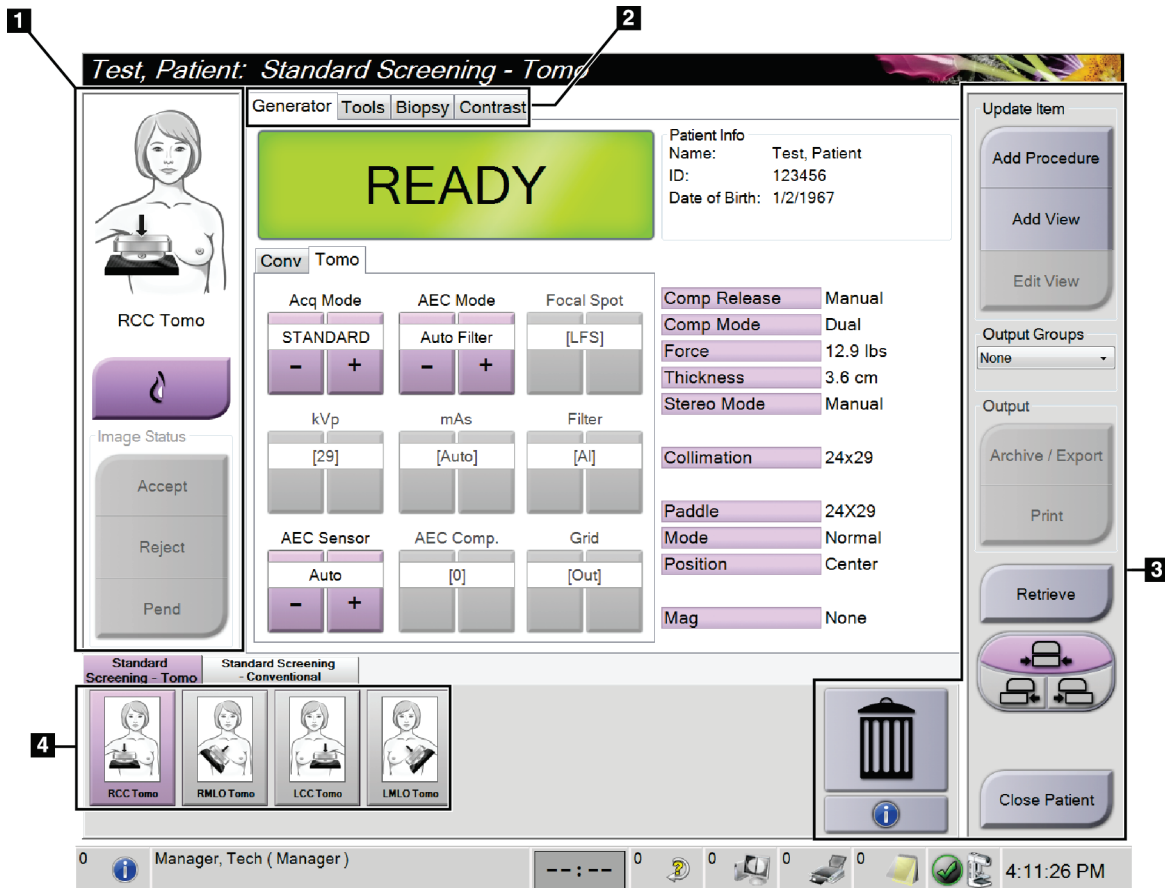 1
2
Test, Patient: Standard Screening - Tomo
Generator Tools Biopsy Contrast
READY
Patient Info
Name: Test, Patient
ID: 123456
Date of Birth: 1/2/1967
RCC Tomo
Image Status
Accept
Reject
Pend
Conv Tomo
Acq Mode AEC Mode Focal Spot
STANDARD Auto Filter [LFS]
- + - +
kVp mAs Filter
[29] [Auto] [Al]
AEC Sensor AEC Comp. Grid
Auto [0] [Out]
- +
Comp Release Manual
Comp Mode Dual
Force 12.9 lbs
Thickness 3.6 cm
Stereo Mode Manual
Collimation 24x29
Paddle 24X29
Mode Normal
Position Center
Mag None
Update Item
Add Procedure
Add View
Edit View
Output Groups
None
Output
Archive / Export
Print
3
Retrieve
Close Patient
Standard
Screening - Tomo
Standard Screening
- Conventional
4
RCC Tomo RMLO Tomo LCC Tomo LMLO Tomo
0 i Manager, Tech ( Manager ) --:-- 0 ? 0 0 0 4:11:26 PM